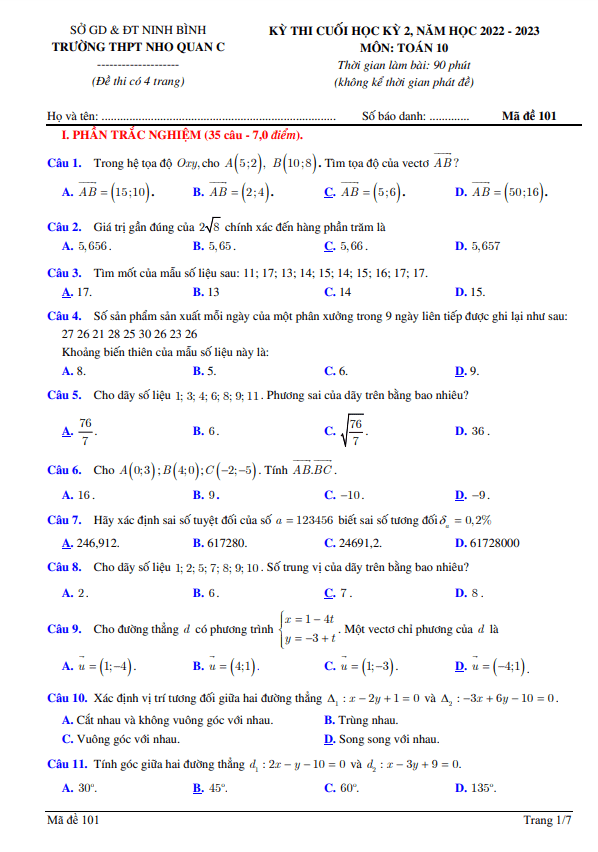 SỞ GD & ĐT NINH BÌNH
TRƯỜNG THPT NHO QUAN C
--------------------
(Đề thi có 4 trang)
KỲ THI CUỐI HỌC KỲ 2, NĂM HỌC 2022 - 2023
MÔN: TOÁN 10
Thời gian làm bài: 90 phút
(không kể thời gian phát đề)
Họ và tên: ............................................................ Số báo danh: ............. Mã đề 101
I. PHẦN TRẮC NGHIỆM (35 câu - 7,0 điểm).
Câu 1. Trong hệ tọa độ Oxy, cho A(5;2), B(10;8). Tìm tọa độ của vectơ \overrightarrow{AB}?
A. \overrightarrow{AB} = (15;10). B. \overrightarrow{AB} = (2;4). C. \overrightarrow{AB} = (5;6). D. \overrightarrow{AB} = (50;16).
Câu 2. Giá trị gần đúng của 2√8 chính xác đến hàng phần trăm là
A. 5,656. B. 5,65. C. 5,66. D. 5,657
Câu 3. Tìm mốt của mẫu số liệu sau: 11; 17; 13; 14; 15; 14; 15; 16; 17; 17.
A. 17. B. 13 C. 14 D. 15.
Câu 4. Số sản phẩm sản xuất mỗi ngày của một phân xưởng trong 9 ngày liên tiếp được ghi lại như sau:
27 26 21 28 25 30 26 23 26
Khoảng biến thiên của mẫu số liệu này là:
A. 8. B. 5. C. 6. D. 9.
Câu 5. Cho dãy số liệu 1; 3; 4; 6; 8; 9; 11. Phương sai của dãy trên bằng bao nhiêu?
A. \frac{76}{7}. B. 6. C. \sqrt{\frac{76}{7}}. D. 36.
Câu 6. Cho A(0;3); B(4;0); C(−2;−5). Tính \overrightarrow{AB}.\overrightarrow{BC}.
A. 16. B. 9. C. −10. D. −9.
Câu 7. Hãy xác định sai số tuyệt đối của số a = 123456 biết sai số tương đối δ_a = 0,2%
A. 246,912. B. 617280. C. 24691,2. D. 61728000
Câu 8. Cho dãy số liệu 1; 2; 5; 7; 8; 9; 10. Số trung vị của dãy trên bằng bao nhiêu?
A. 2. B. 6. C. 7. D. 8.
Câu 9. Cho đường thẳng d có phương trình \begin{cases} x = 1 − 4t \\ y = −3 + t \end{cases}. Một vectơ chỉ phương của d là
A. \vec{u} = (1;−4). B. \vec{u} = (4;1). C. \vec{u} = (1;−3). D. \vec{u} = (−4;1).
Câu 10. Xác định vị trí tương đối giữa hai đường thẳng Δ₁ : x − 2y + 1 = 0 và Δ₂ : −3x + 6y − 10 = 0.
A. Cắt nhau và không vuông góc với nhau. B. Trùng nhau.
C. Vuông góc với nhau. D. Song song với nhau.
Câu 11. Tính góc giữa hai đường thẳng d₁ : 2x − y − 10 = 0 và d₂ : x − 3y + 9 = 0.
A. 30°. B. 45°. C. 60°. D. 135°.
Mã đề 101 Trang 1/7